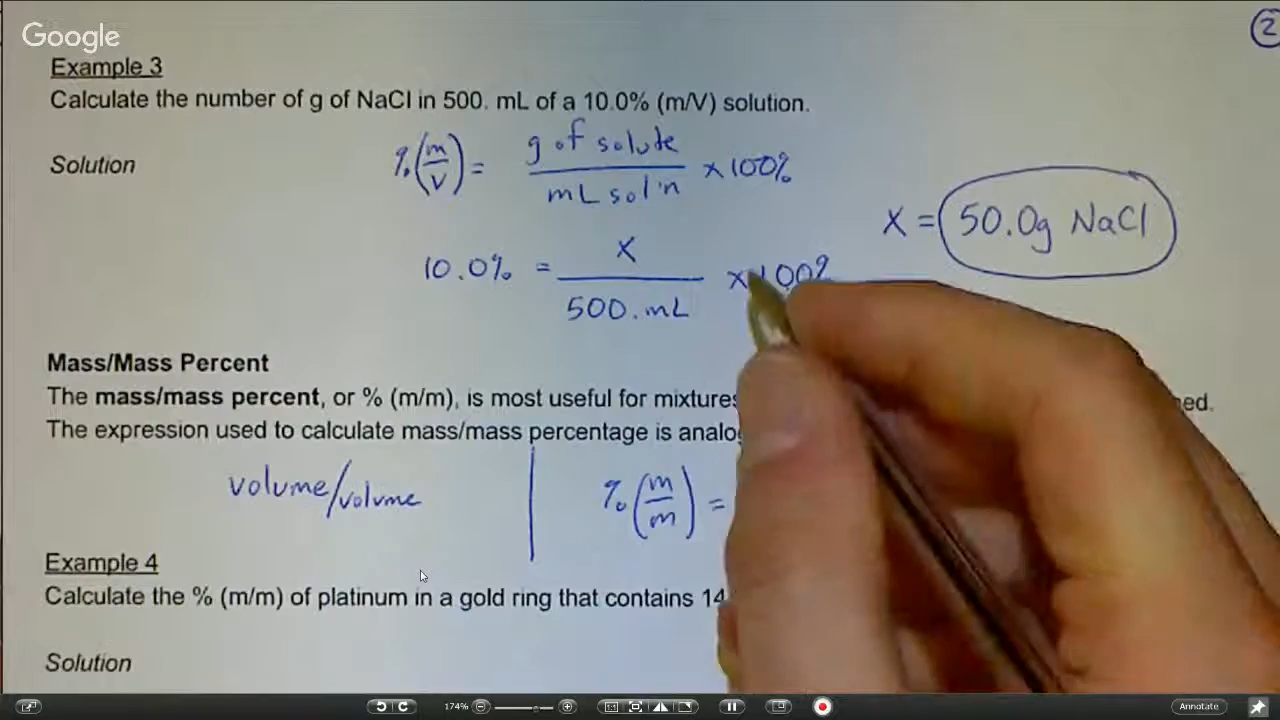 Google
2
Example 3
Calculate the number of g of NaCl in 500. mL of a 10.0% (m/V) solution.
Solution
% (m/v) = g of solute / mL sol'n × 100%
x = 50.0g NaCl
10.0% = x / 500. mL × 100%
Mass/Mass Percent
The mass/mass percent, or % (m/m), is most useful for mixtures
The expression used to calculate mass/mass percentage is
volume/volume
% (m/m) =
Example 4
Calculate the % (m/m) of platinum in a gold ring that contains 14
Solution
174%
Annotate